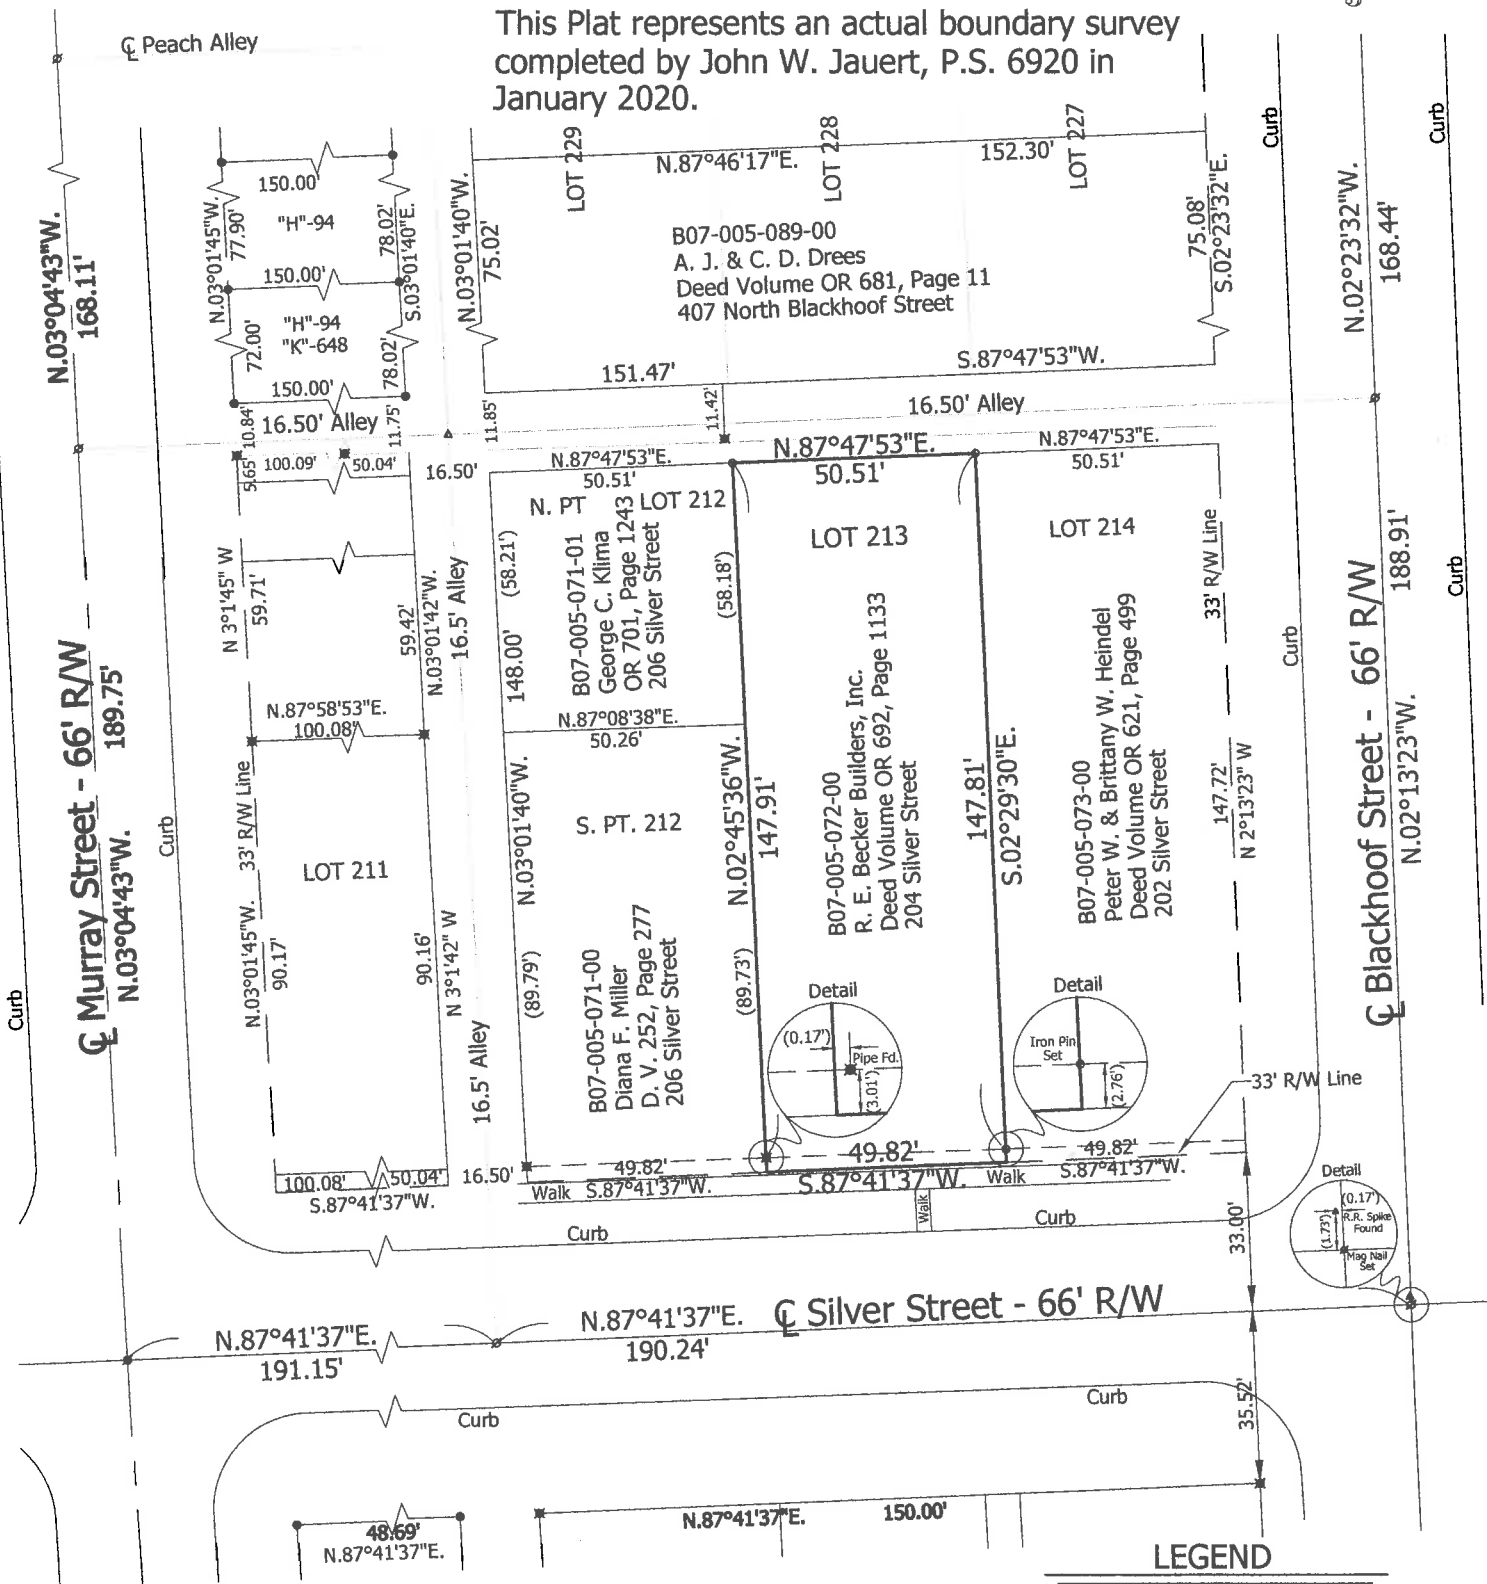 This Plat represents an actual boundary survey
completed by John W. Jauert, P.S. 6920 in
January 2020.
℄ Peach Alley
N.03°04'43"W.
168.11'
150.00'
N.03°01'45"W.
77.90'
"H"-94
78.02'
S.03°01'40"E.
150.00'
"H"-94
"K"-648
72.00'
78.02'
150.00'
16.50' Alley
10.84'
11.75'
N.03°01'40"W.
75.02'
LOT 229
LOT 228
LOT 227
N.87°46'17"E.
152.30'
B07-005-089-00
A. J. & C. D. Drees
Deed Volume OR 681, Page 11
407 North Blackhoof Street
75.08'
S.02°23'32"E.
Curb
Curb
N.02°23'32"W.
168.44'
151.47'
S.87°47'53"W.
11.85'
11.42'
16.50' Alley
5.65'
100.09'
50.04'
16.50'
N.87°47'53"E.
50.51'
N.87°47'53"E.
50.51'
N.87°47'53"E.
50.51'
N. PT
LOT 212
LOT 213
LOT 214
N 3°1'45" W
59.71'
59.42'
N.03°01'42"W.
16.5' Alley
(58.21')
148.00'
B07-005-071-01
George C. Klima
OR 701, Page 1243
206 Silver Street
(58.18')
33' R/W Line
Curb
Curb
188.91'
℄ Murray Street - 66' R/W
N.03°04'43"W.
189.75'
N.87°58'53"E.
100.08'
N.87°08'38"E.
50.26'
N.03°01'40"W.
S. PT. 212
N.02°45'36"W.
147.91'
B07-005-072-00
R. E. Becker Builders, Inc.
Deed Volume OR 692, Page 1133
204 Silver Street
147.81'
S.02°29'30"E.
B07-005-073-00
Peter W. & Brittany W. Heindel
Deed Volume OR 621, Page 499
202 Silver Street
147.72'
N 2°13'23" W
℄ Blackhoof Street - 66' R/W
N.02°13'23"W.
Curb
33' R/W Line
LOT 211
N.03°01'45"W.
90.17'
90.16'
N 3°1'42" W
16.5' Alley
(89.79')
B07-005-071-00
Diana F. Miller
D. V. 252, Page 277
206 Silver Street
(89.73')
Curb
Detail
(0.17')
Pipe Fd.
(3.01')
Detail
Iron Pin
Set
(2.76')
33' R/W Line
100.08'
50.04'
16.50'
S.87°41'37"W.
49.82'
Walk
S.87°41'37"W.
49.82'
S.87°41'37"W.
Walk
49.82'
S.87°41'37"W.
Walk
Curb
Curb
33.00'
Detail
(0.17')
R.R. Spike
Found
(1.73')
Mag Nail
Set
N.87°41'37"E.
191.15'
N.87°41'37"E.
190.24'
℄ Silver Street - 66' R/W
Curb
Curb
35.52'
48.69'
N.87°41'37"E.
N.87°41'37"E.
150.00'
LEGEND